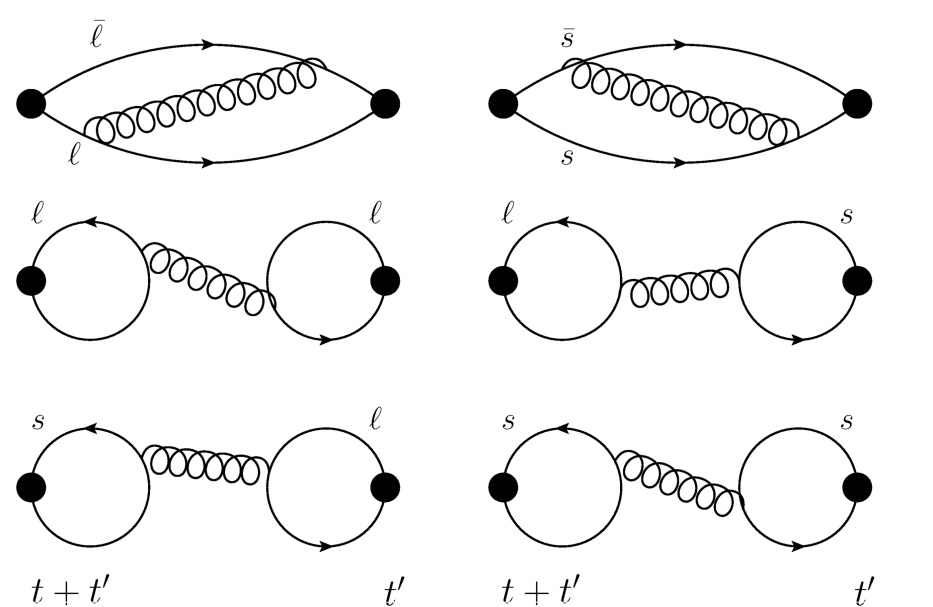 ℓ̄ s̄
ℓ s
ℓ ℓ ℓ s
s ℓ s s
t + t′ t′ t + t′ t′